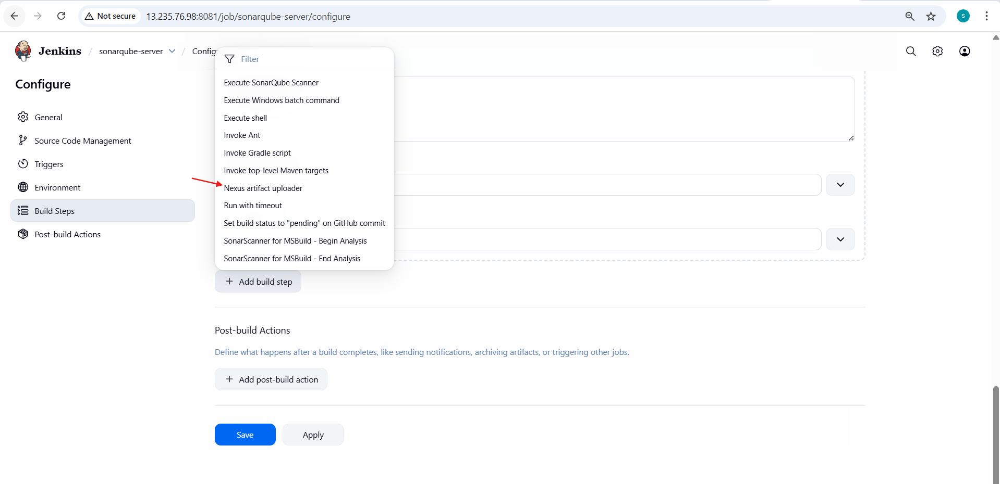 Not secure
13.235.76.98:8081/job/sonarqube-server/configure
S
Jenkins / sonarqube-server / Config
Filter
Configure
Execute SonarQube Scanner
Execute Windows batch command
General
Execute shell
Invoke Ant
Source Code Management
Invoke Gradle script
Triggers
Invoke top-level Maven targets
Environment
Nexus artifact uploader
Run with timeout
Build Steps
Set build status to "pending" on GitHub commit
Post-build Actions
SonarScanner for MSBuild - Begin Analysis
SonarScanner for MSBuild - End Analysis
+ Add build step
Post-build Actions
Define what happens after a build completes, like sending notifications, archiving artifacts, or triggering other jobs.
+ Add post-build action
Save
Apply